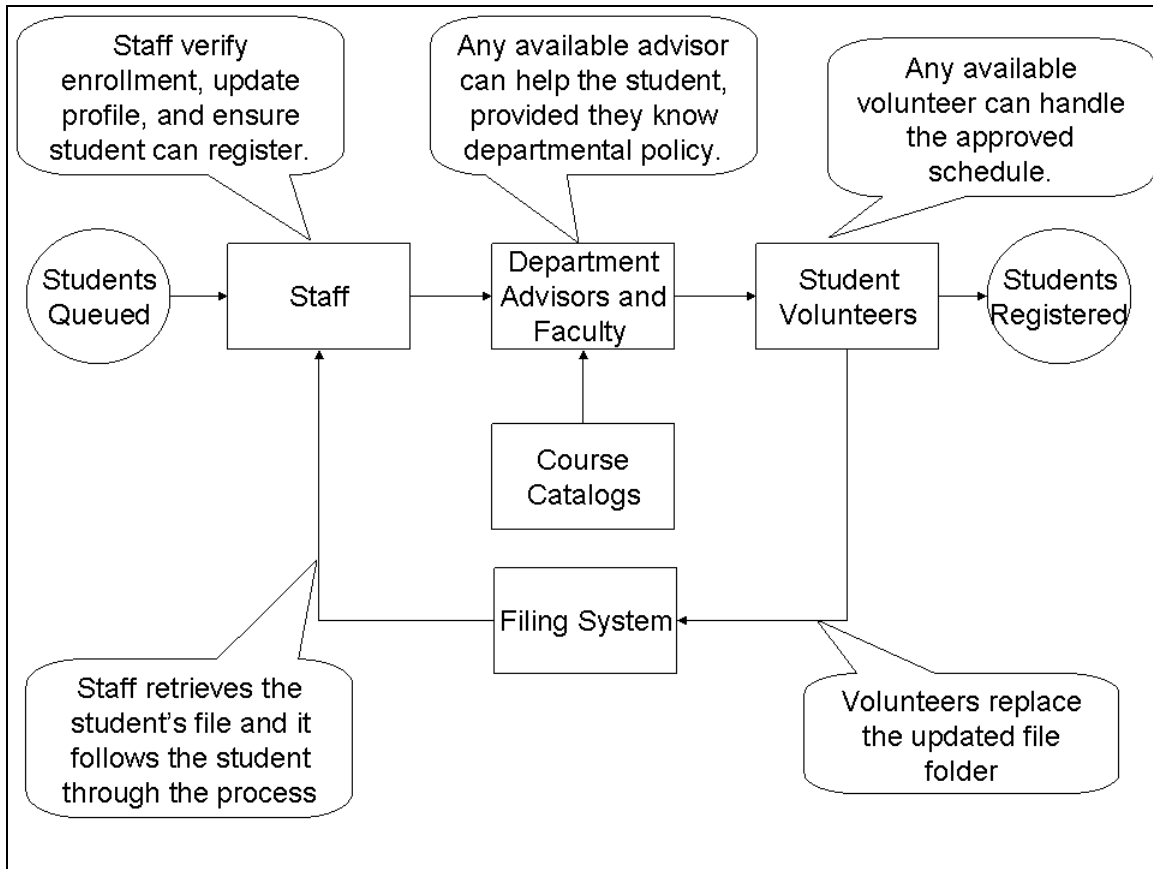 Staff verify
enrollment, update
profile, and ensure
student can register.
Any available advisor
can help the student,
provided they know
departmental policy.
Any available
volunteer can handle
the approved
schedule.
Students
Queued
Staff
Department
Advisors and
Faculty
Student
Volunteers
Students
Registered
Course
Catalogs
Filing System
Staff retrieves the
student’s file and it
follows the student
through the process
Volunteers replace
the updated file
folder